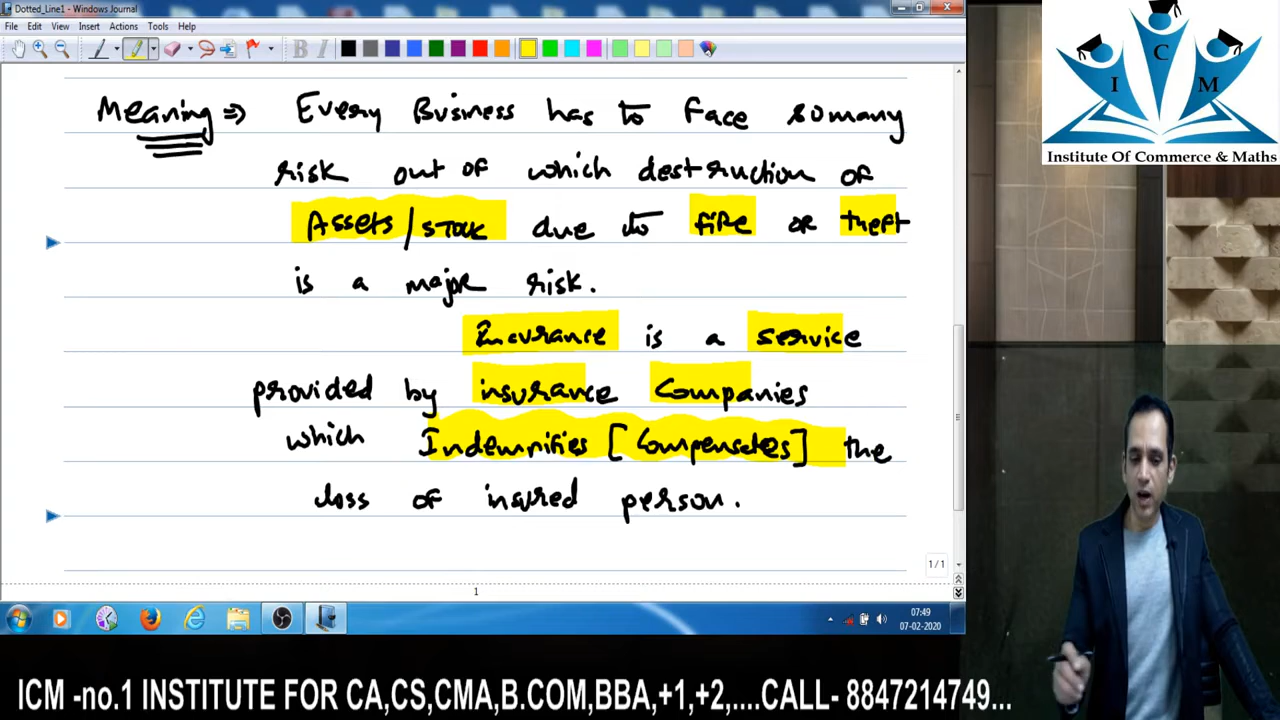 Dotted_Line1 - Windows Journal
File Edit View Insert Actions Tools
B I
Meaning ⇒ Every Business has to Face somany
risk out of which destruction of
Assets/stock due to fire or theft
is a major risk.
Insurance is a service
provided by insurance Companies
which Indemnifies [Compensates] the
loss of insured person.
1/1
1
07:49
07-02-2020
I C M
Institute Of Commerce & Maths
ICM -no.1 INSTITUTE FOR CA,CS,CMA,B.COM,BBA,+1,+2,....CALL- 8847214749...